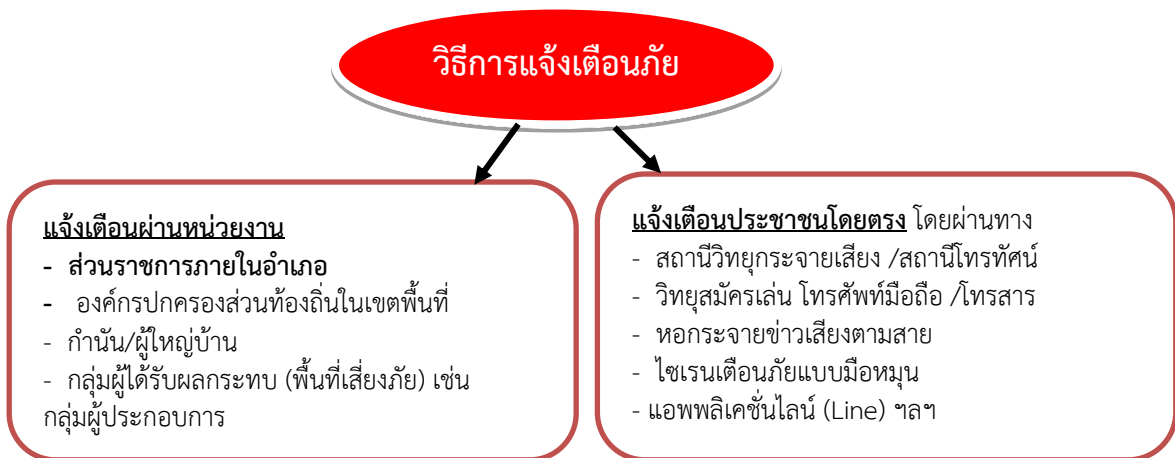 วิธีการแจ้งเตือนภัย
แจ้งเตือนผ่านหน่วยงาน
- ส่วนราชการภายในอำเภอ
- องค์กรปกครองส่วนท้องถิ่นในเขตพื้นที่
- กำนัน/ผู้ใหญ่บ้าน
- กลุ่มผู้ได้รับผลกระทบ (พื้นที่เสี่ยงภัย) เช่น
กลุ่มผู้ประกอบการ
แจ้งเตือนประชาชนโดยตรง โดยผ่านทาง
- สถานีวิทยุกระจายเสียง /สถานีโทรทัศน์
- วิทยุสมัครเล่น โทรศัพท์มือถือ /โทรสาร
- หอกระจายข่าวเสียงตามสาย
- ไซเรนเตือนภัยแบบมือหมุน
- แอพพลิเคชั่นไลน์ (Line) ฯลฯ